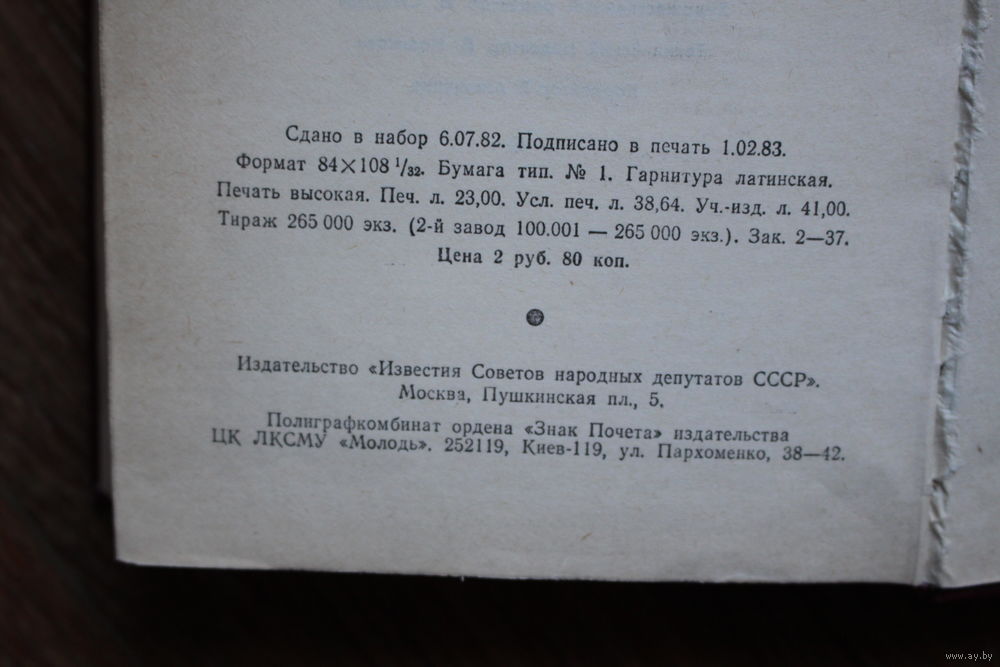 Сдано в набор 6.07.82. Подписано в печать 1.02.83.
Формат 84×108 1/32. Бумага тип. № 1. Гарнитура латинская.
Печать высокая. Печ. л. 23,00. Усл. печ. л. 38,64. Уч.-изд. л. 41,00.
Тираж 265 000 экз. (2-й завод 100.001 — 265 000 экз.). Зак. 2—37.
Цена 2 руб. 80 коп.
Издательство «Известия Советов народных депутатов СССР».
Москва, Пушкинская пл., 5.
Полиграфкомбинат ордена «Знак Почета» издательства
ЦК ЛКСМУ «Молодь». 252119, Киев-119, ул. Пархоменко, 38—42.
www.ay.by